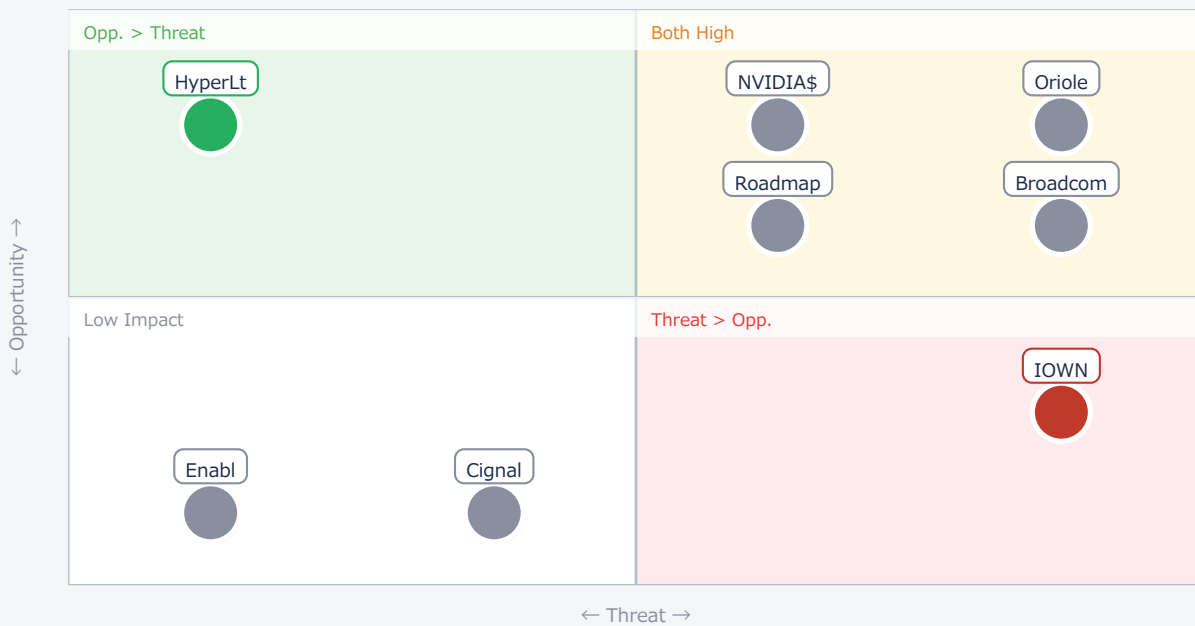 Opp. > Threat
Both High
HyperLt
NVIDIA$
Oriole
Roadmap
Broadcom
← Opportunity →
Low Impact
Threat > Opp.
IOWN
Enabl
Cignal
← Threat →